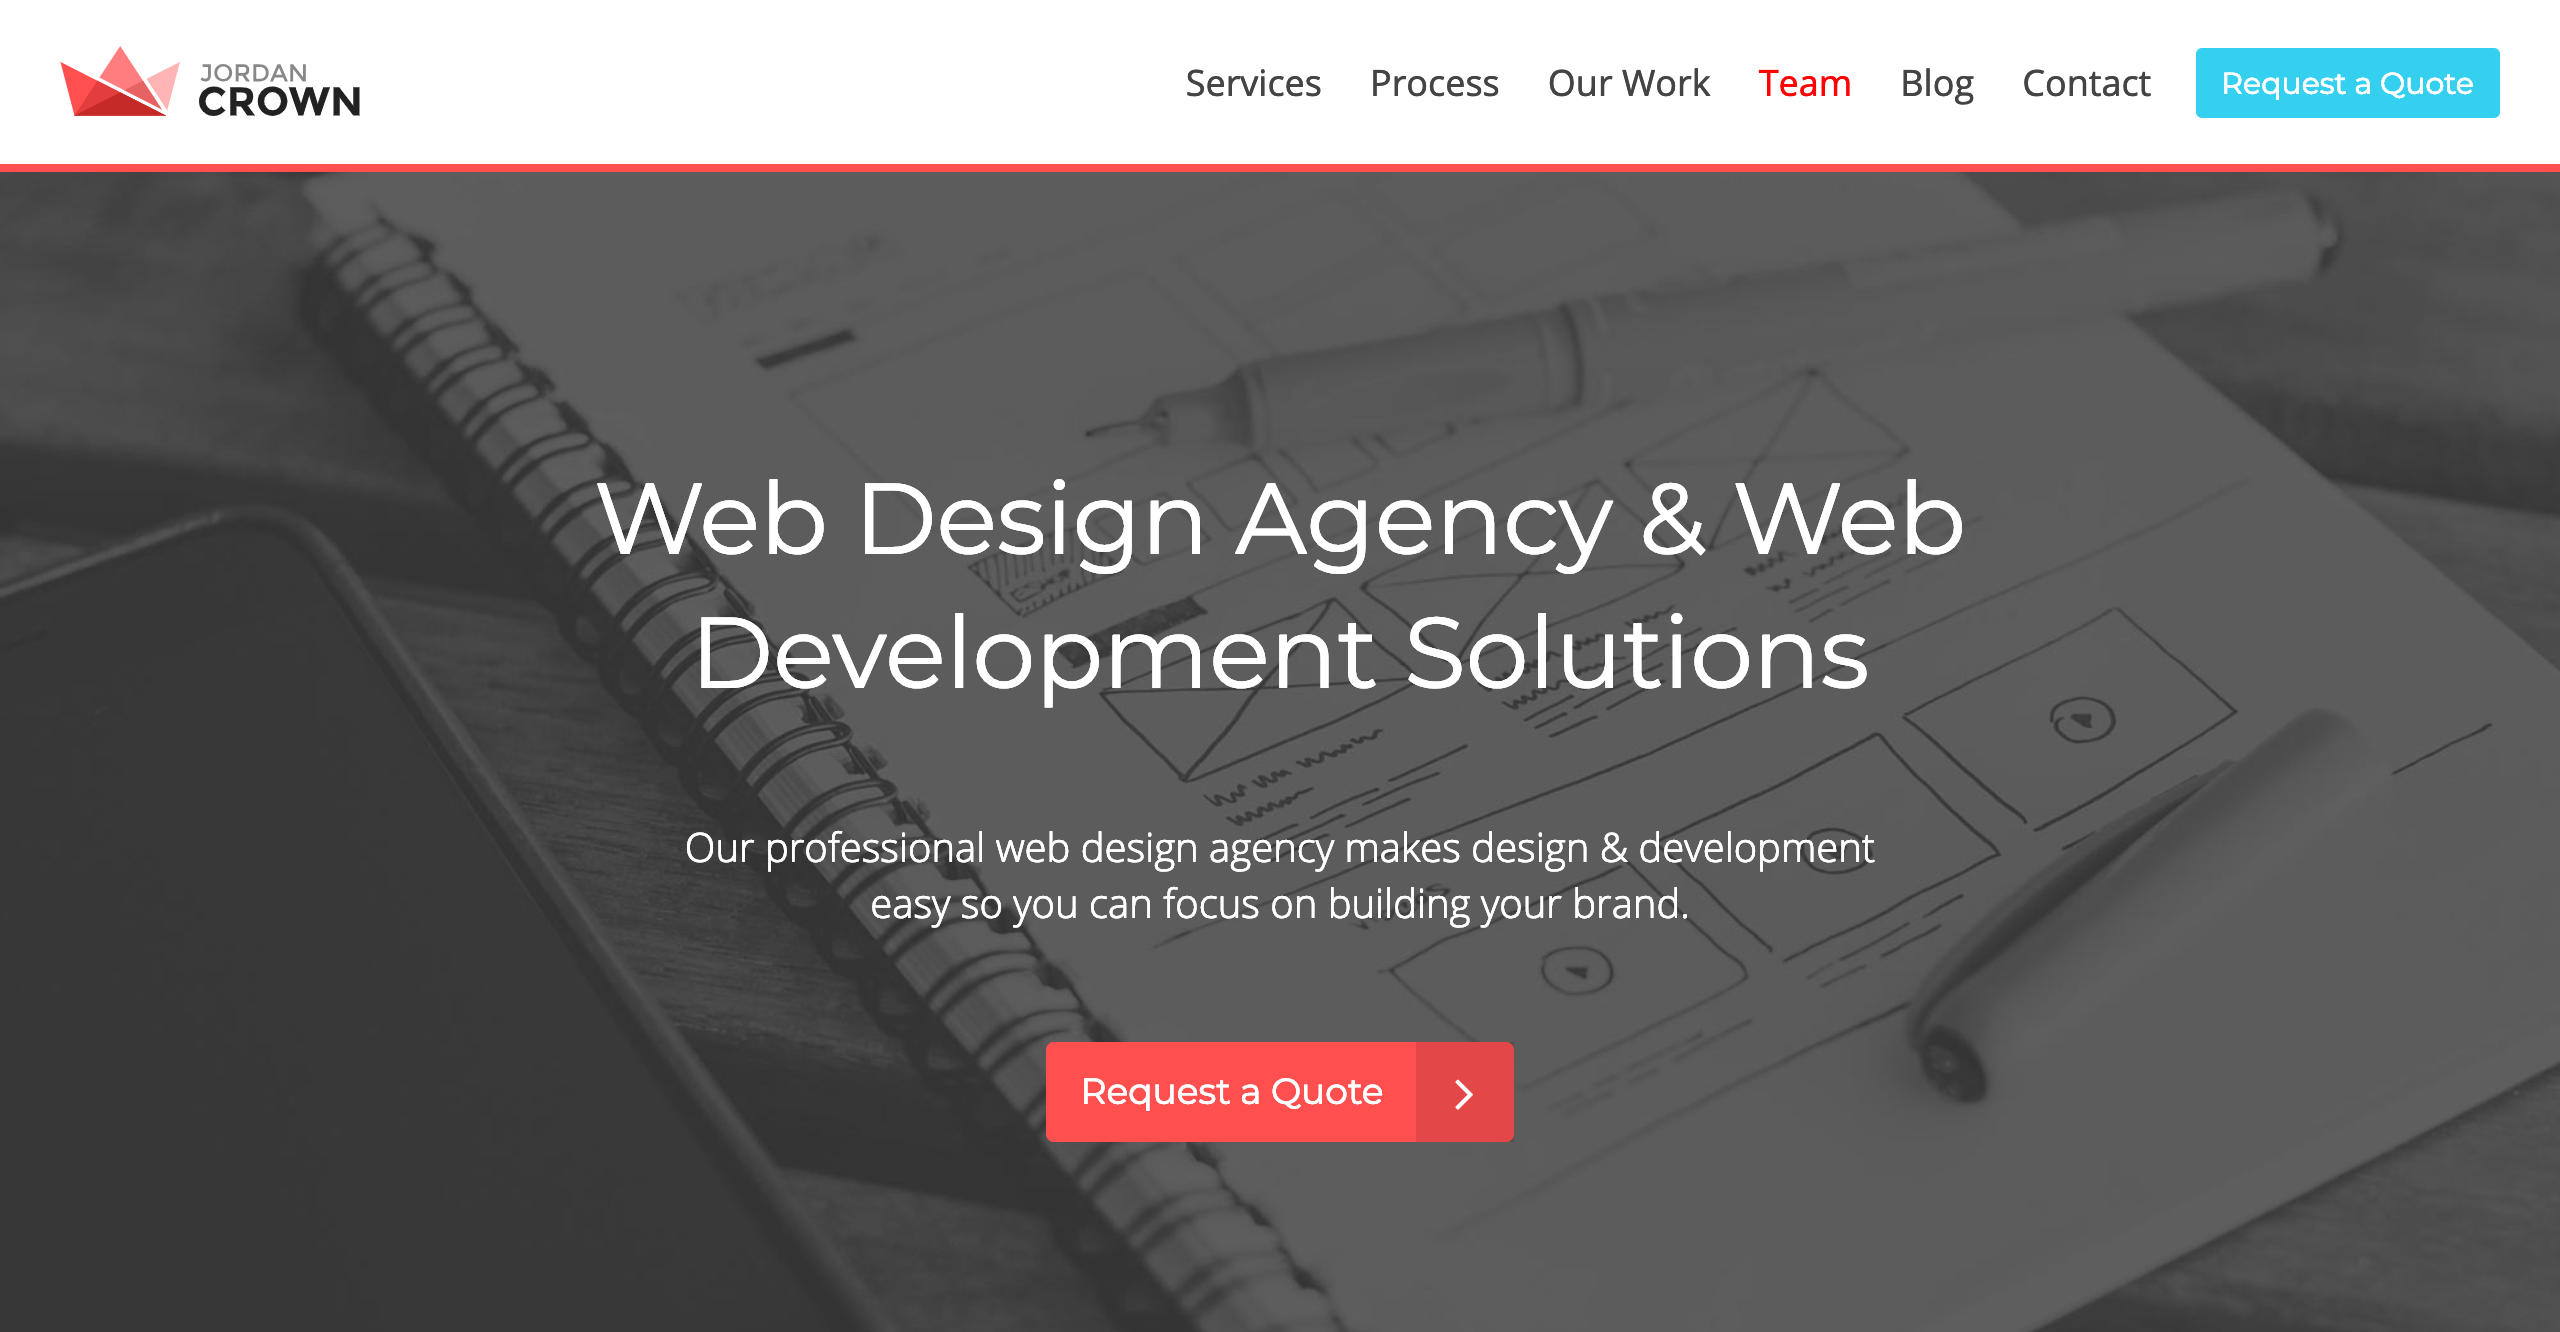 JORDAN
CROWN
Services Process Our Work Team Blog Contact Request a Quote
Web Design Agency & Web
Development Solutions
Our professional web design agency makes design & development
easy so you can focus on building your brand.
Request a Quote